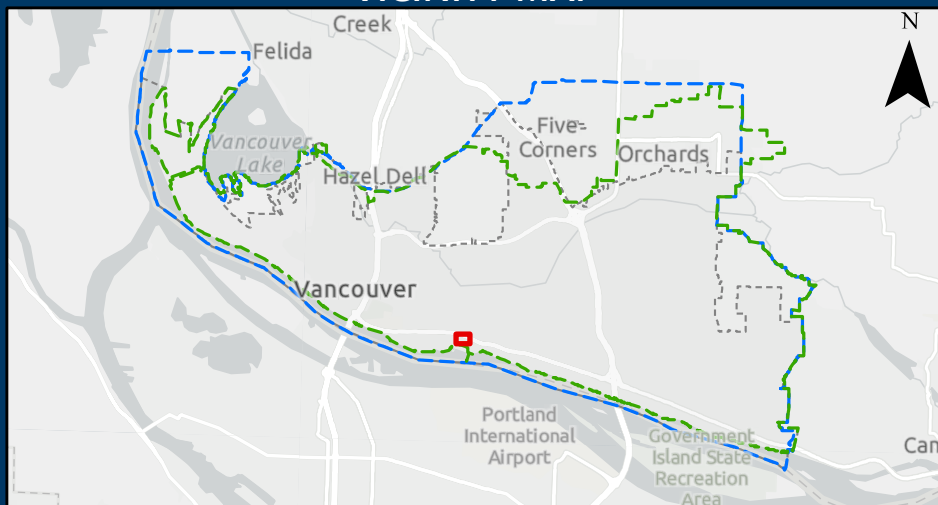 Creek
N
Felida
Five-
Corners
Vancouver
Lake
Orchards
Hazel Dell
Vancouver
Portland
International
Airport
Government
Island State
Recreation
Area